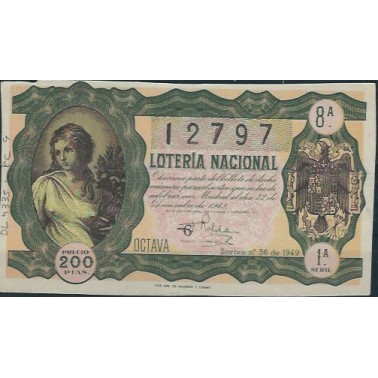 8ª
12797
LOTERÍA NACIONAL
Décima parte del billete de dicho
número para el sorteo que se ha de
celebrar en Madrid el día 22 de
Diciembre de 1949
6
OCTAVA
Sorteo nº 36 de 1949
PRECIO
200
PTAS.
1ª
SERIE